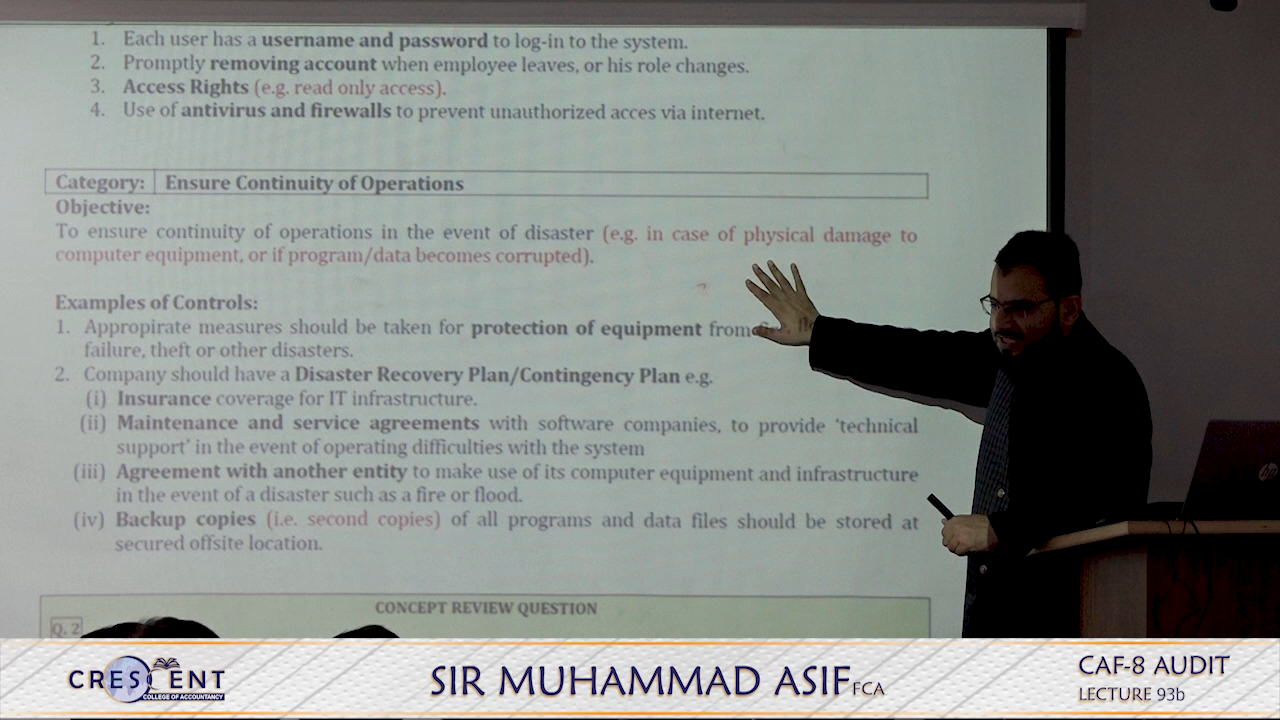 1. Each user has a username and password to log-in to the system.
2. Promptly removing account when employee leaves, or his role changes.
3. Access Rights (e.g. read only access).
4. Use of antivirus and firewalls to prevent unauthorized acces via internet.
Category: Ensure Continuity of Operations
Objective:
To ensure continuity of operations in the event of disaster (e.g. in case of physical damage to
computer equipment, or if program/data becomes corrupted).
Examples of Controls:
1. Appropirate measures should be taken for protection of equipment from
failure, theft or other disasters.
2. Company should have a Disaster Recovery Plan/Contingency Plan e.g.
(i) Insurance coverage for IT infrastructure.
(ii) Maintenance and service agreements with software companies, to provide 'technical
support' in the event of operating difficulties with the system
(iii) Agreement with another entity to make use of its computer equipment and infrastructure
in the event of a disaster such as a fire or flood.
(iv) Backup copies (i.e. second copies) of all programs and data files should be stored at
secured offsite location.
CONCEPT REVIEW QUESTION
Q. 2
CRESCENT
COLLEGE OF ACCOUNTANCY
SIR MUHAMMAD ASIF FCA
CAF-8 AUDIT
LECTURE 93b
hp